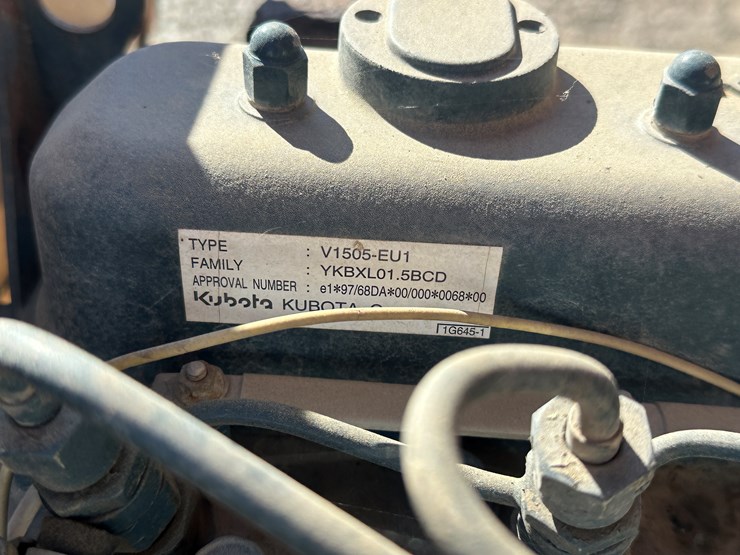 * TYPE : V1505-EU1
FAMILY : YKBXL01.5BCD
APPROVAL NUMBER : e1*97/68DA*00/000*0068*00
Kubota KUBOTA
1G645-1